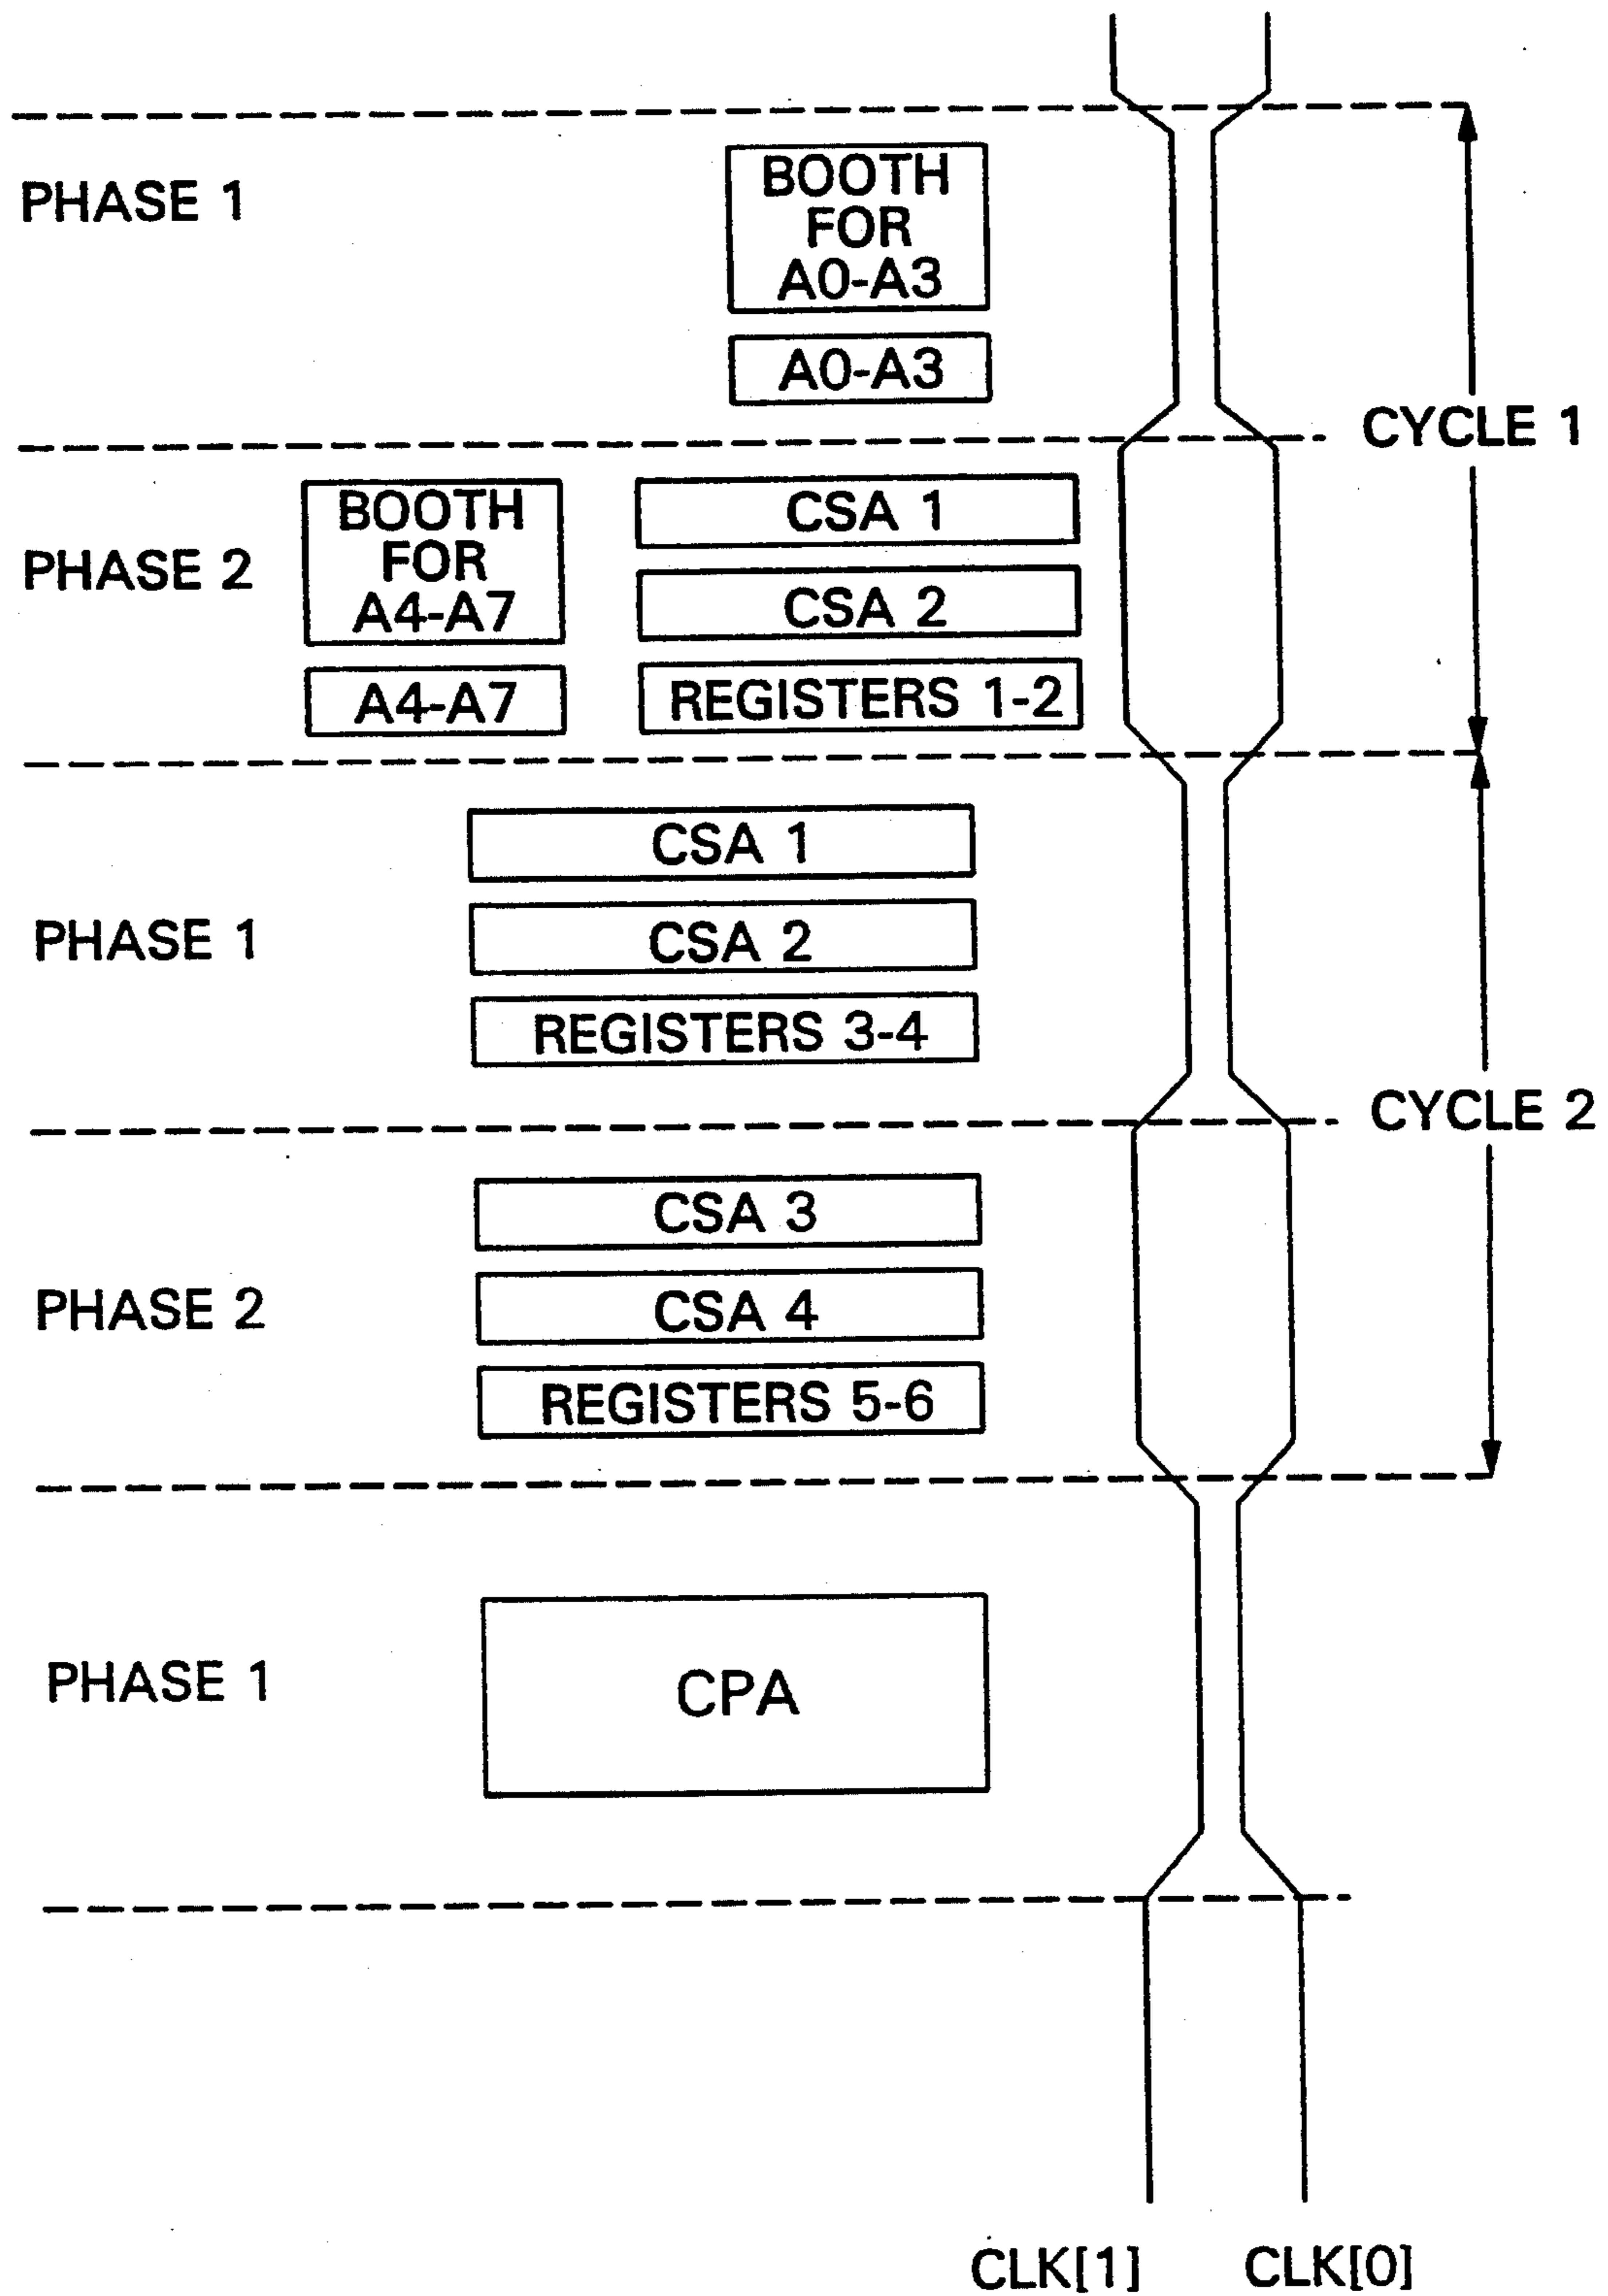 PHASE 1
BOOTH
FOR
A0-A3
A0-A3
CYCLE 1
PHASE 2
BOOTH
FOR
A4-A7
A4-A7
CSA 1
CSA 2
REGISTERS 1-2
PHASE 1
CSA 1
CSA 2
REGISTERS 3-4
CYCLE 2
PHASE 2
CSA 3
CSA 4
REGISTERS 5-6
PHASE 1
CPA
CLK[1]
CLK[0]